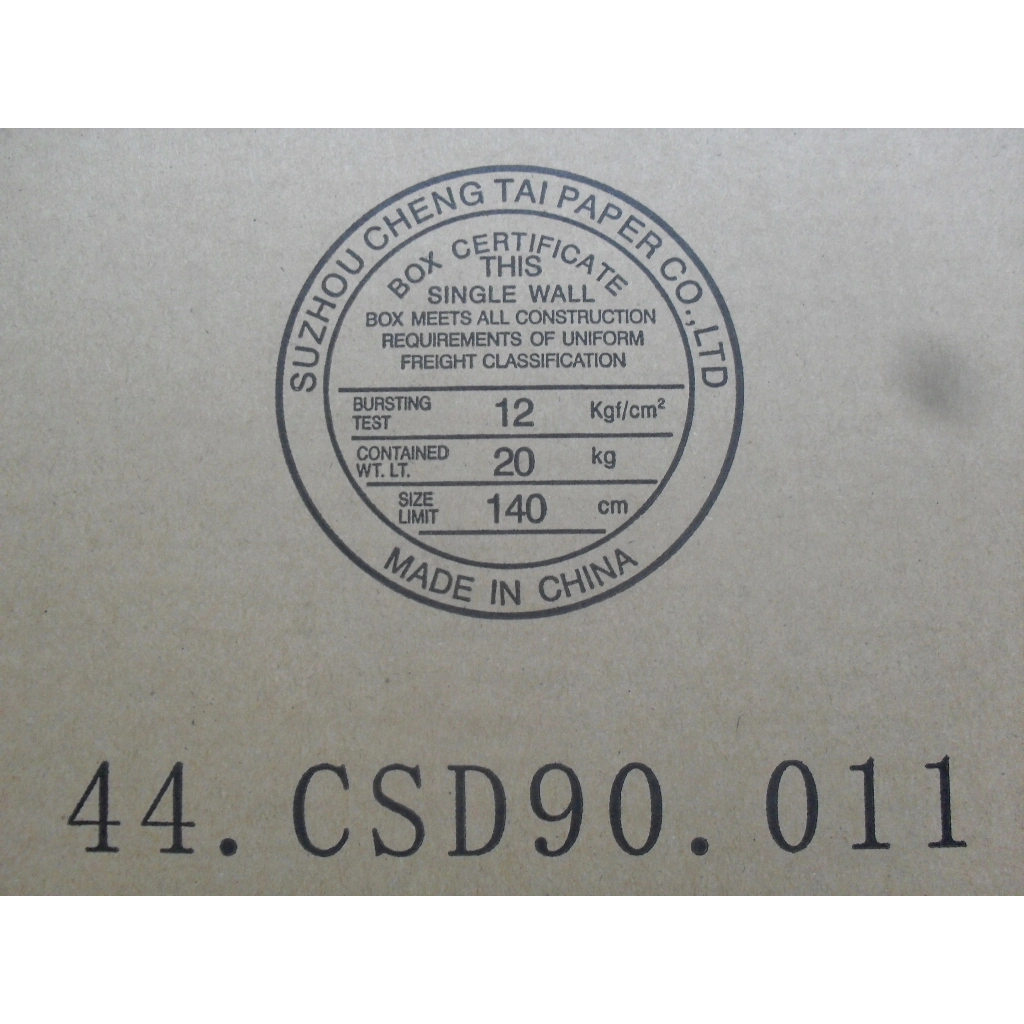 SUZHOU CHENG TAI PAPER CO., LTD
BOX CERTIFICATE
THIS
SINGLE WALL
BOX MEETS ALL CONSTRUCTION
REQUIREMENTS OF UNIFORM
FREIGHT CLASSIFICATION
BURSTING TEST 12 Kgf/cm²
CONTAINED WT. LT. 20 kg
SIZE LIMIT 140 cm
MADE IN CHINA
44.CSD90.011